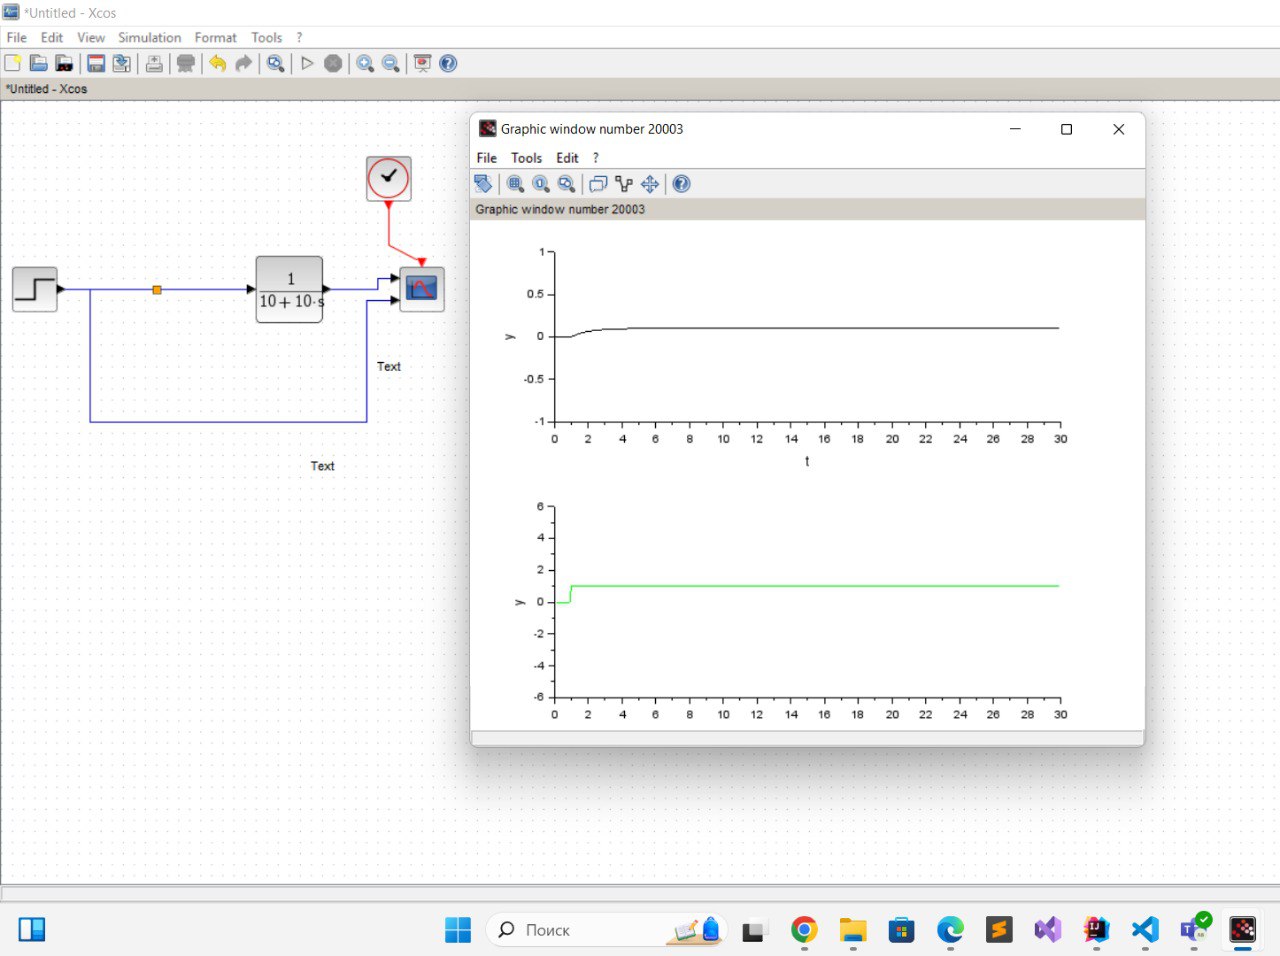 *Untitled - Xcos
File Edit View Simulation Format Tools ?
*Untitled - Xcos
1
10+10·s
Text
Text
Graphic window number 20003
File Tools Edit ?
Graphic window number 20003
1
0.5
0
-0.5
-1
y
0 2 4 6 8 10 12 14 16 18 20 22 24 26 28 30
t
6
4
2
0
-2
-4
-6
y
0 2 4 6 8 10 12 14 16 18 20 22 24 26 28 30
Поиск